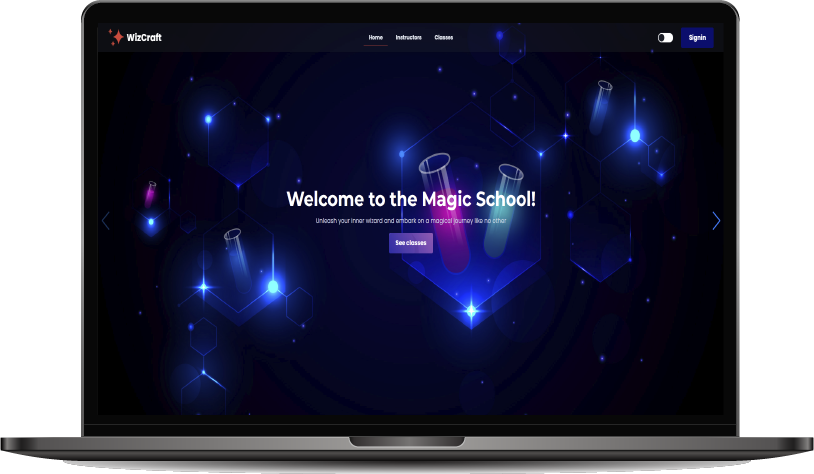 WizCraft
Home Instructors Classes
Signin
Welcome to the Magic School!
Unleash your inner wizard and embark on a magical journey like no other
See classes